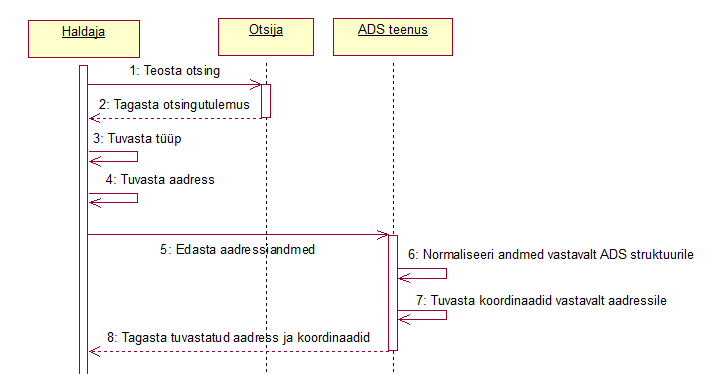 Haldaja
Otsija
ADS teenus
1: Teosta otsing
2: Tagasta otsingutulemus
3: Tuvasta tüüp
4: Tuvasta aadress
5: Edasta aadressiandmed
6: Normaliseeri andmed vastavalt ADS struktuurile
7: Tuvasta koordinaadid vastavalt aadressile
8: Tagasta tuvastatud aadress ja koordinaadid